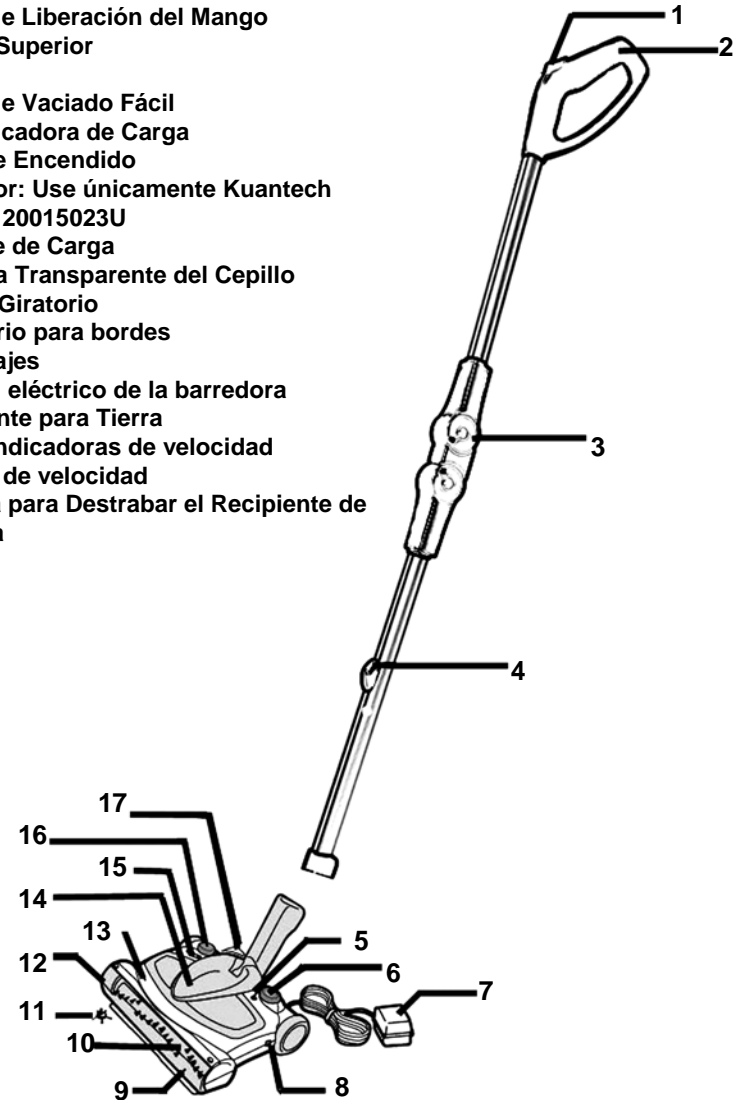 e Liberación del Mango
Superior
e Vaciado Fácil
cadora de Carga
e Encendido
or: Use únicamente Kuantech
20015023U
e de Carga
a Transparente del Cepillo
Giratorio
rio para bordes
ajes
eléctrico de la barredora
nte para Tierra
ndicadoras de velocidad
de velocidad
a para Destrabar el Recipiente de
a
1
2
3
4
17
16
15
14
13
12
11
10
9
5
6
7
8